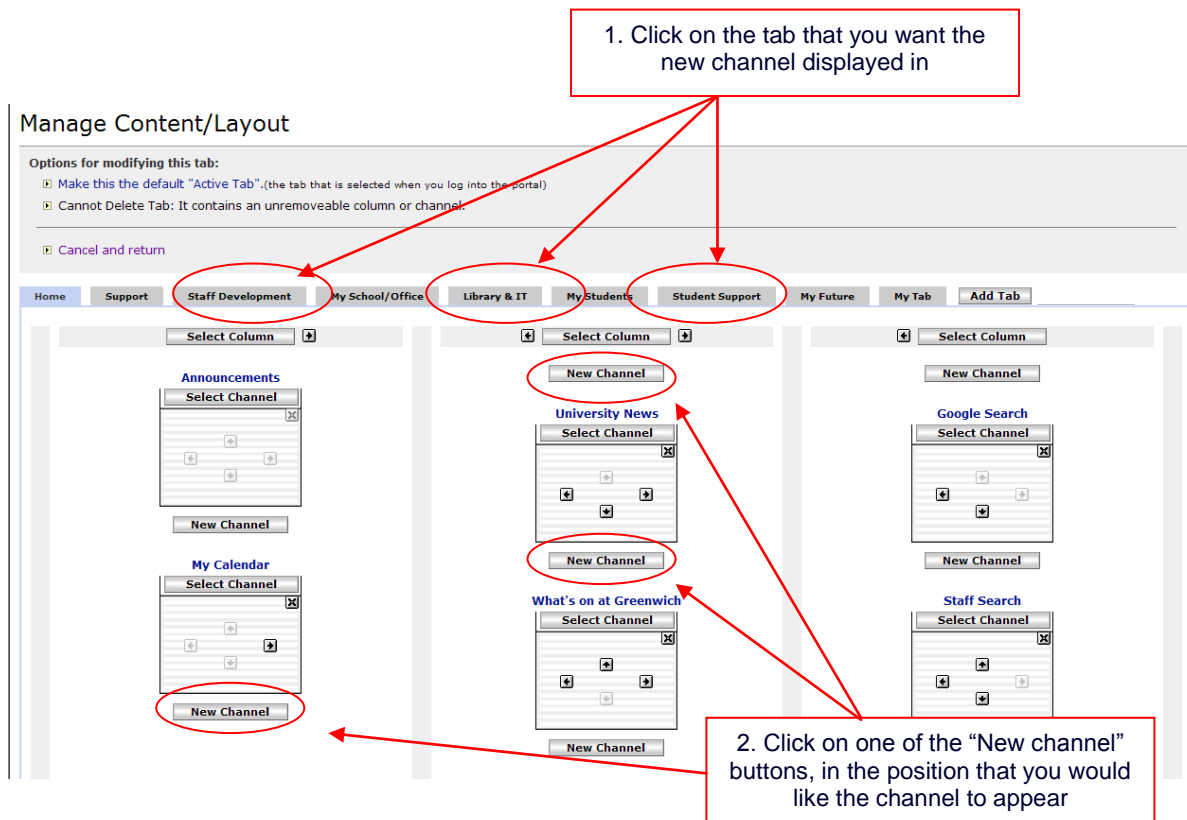 1. Click on the tab that you want the
new channel displayed in
Manage Content/Layout
Options for modifying this tab:
Make this the default "Active Tab".(the tab that is selected when you log into the portal)
Cannot Delete Tab: It contains an unremoveable column or channel.
Cancel and return
Home Support Staff Development My School/Office Library & IT My Students Student Support My Future My Tab Add Tab
Select Column Select Column Select Column
New Channel New Channel
Announcements
Select Channel
University News Google Search
Select Channel Select Channel
New Channel
New Channel New Channel
My Calendar
Select Channel
What's on at Greenwich Staff Search
Select Channel Select Channel
New Channel
New Channel
2. Click on one of the “New channel”
buttons, in the position that you would
like the channel to appear